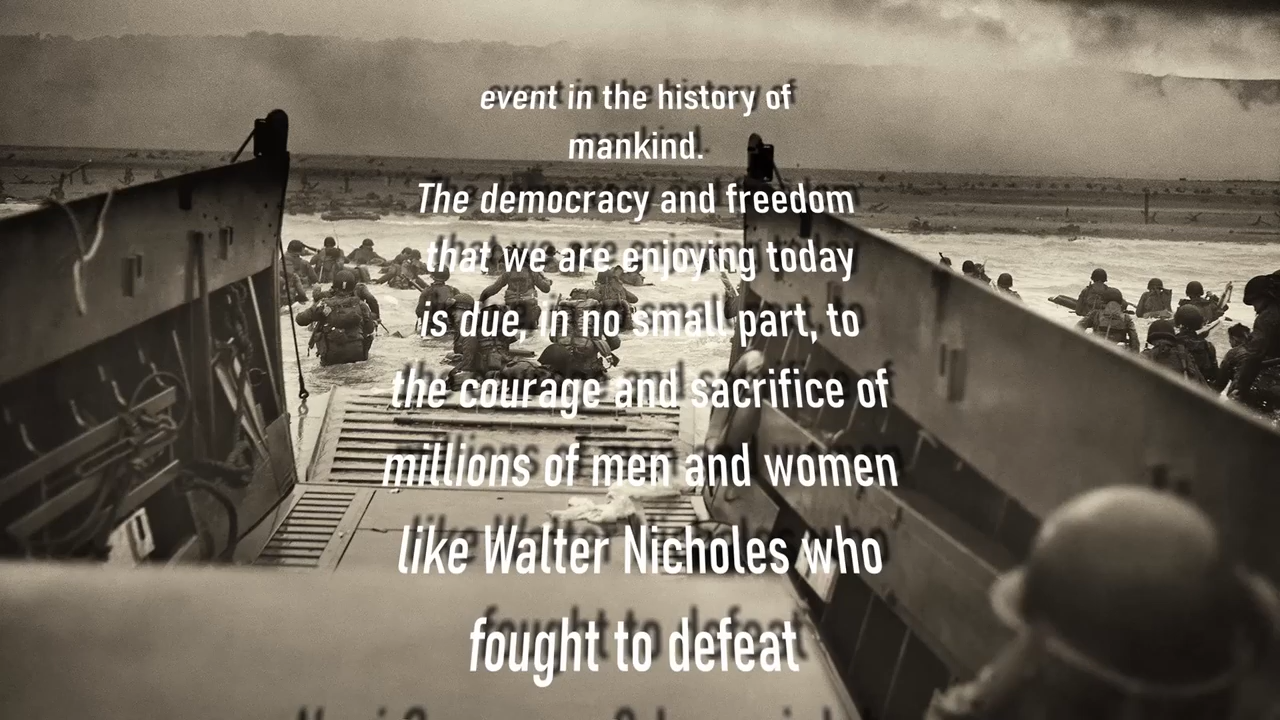 event in the history of
mankind.
The democracy and freedom
that we are enjoying today
is due, in no small part, to
the courage and sacrifice of
millions of men and women
like Walter Nicholes who
fought to defeat